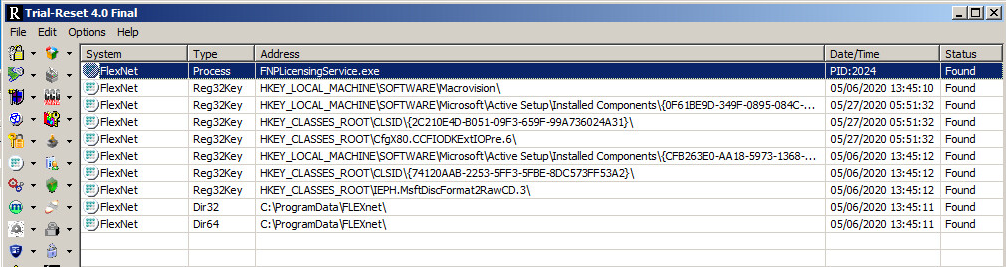 Trial-Reset 4.0 Final
File Edit Options Help
System Type Address Date/Time Status
FlexNet Process FNPLicensingService.exe PID:2024 Found
FlexNet Reg32Key HKEY_LOCAL_MACHINE\SOFTWARE\Macrovision\ 05/06/2020 13:45:10 Found
FlexNet Reg32Key HKEY_LOCAL_MACHINE\SOFTWARE\Microsoft\Active Setup\Installed Components\{0F61BE9D-349F-0895-084C-... 05/27/2020 05:51:32 Found
FlexNet Reg32Key HKEY_CLASSES_ROOT\CLSID\{2C210E4D-B051-09F3-659F-99A736024A31}\ 05/27/2020 05:51:32 Found
FlexNet Reg32Key HKEY_CLASSES_ROOT\CfgX80.CCFIODKExtIOPre.6\ 05/27/2020 05:51:32 Found
FlexNet Reg32Key HKEY_LOCAL_MACHINE\SOFTWARE\Microsoft\Active Setup\Installed Components\{CFB263E0-AA18-5973-1368-... 05/06/2020 13:45:12 Found
FlexNet Reg32Key HKEY_CLASSES_ROOT\CLSID\{74120AAB-2253-5FF3-5FBE-8DC573FF53A2}\ 05/06/2020 13:45:12 Found
FlexNet Reg32Key HKEY_CLASSES_ROOT\IEPH.MsftDiscFormat2RawCD.3\ 05/06/2020 13:45:12 Found
FlexNet Dir32 C:\ProgramData\FLEXnet\ 05/06/2020 13:45:11 Found
FlexNet Dir64 C:\ProgramData\FLEXnet\ 05/06/2020 13:45:11 Found